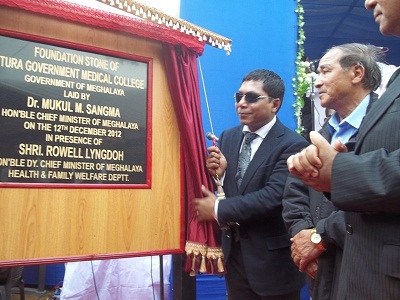 FOUNDATION STONE OF
TURA GOVERNMENT MEDICAL COLLEGE
GOVERNMENT OF MEGHALAYA
LAID BY
Dr. MUKUL M. SANGMA
HON'BLE CHIEF MINISTER OF MEGHALAYA
ON THE 12TH DECEMBER 2012
IN PRESENCE OF
SHRI. ROWELL LYNGDOH
HON'BLE DY. CHIEF MINISTER OF MEGHALAYA
HEALTH & FAMILY WELFARE DEPTT.